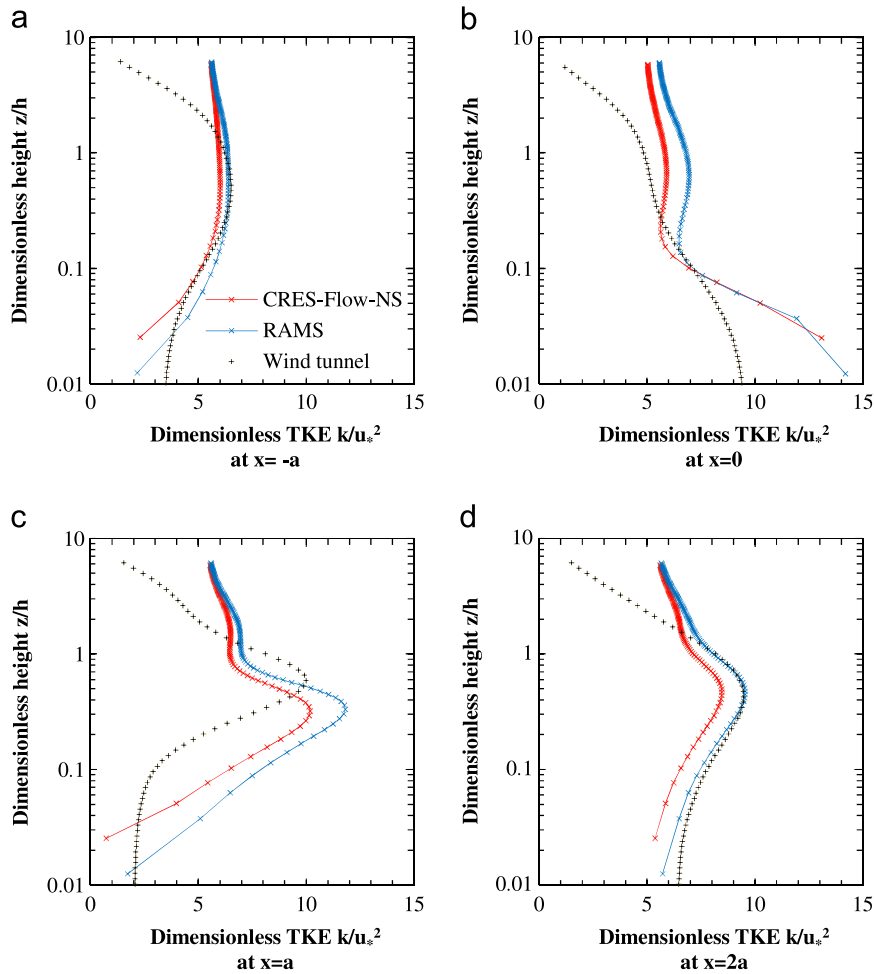 a
b
10
1
0.1
0.01
Dimensionless height z/h
0
5
10
15
CRES-Flow-NS
RAMS
Wind tunnel
Dimensionless TKE k/u*²
at x= -a
10
1
0.1
0.01
Dimensionless height z/h
0
5
10
15
Dimensionless TKE k/u*²
at x=0
c
d
10
1
0.1
0.01
Dimensionless height z/h
0
5
10
15
Dimensionless TKE k/u*²
at x=a
10
1
0.1
0.01
Dimensionless height z/h
0
5
10
15
Dimensionless TKE k/u*²
at x=2a